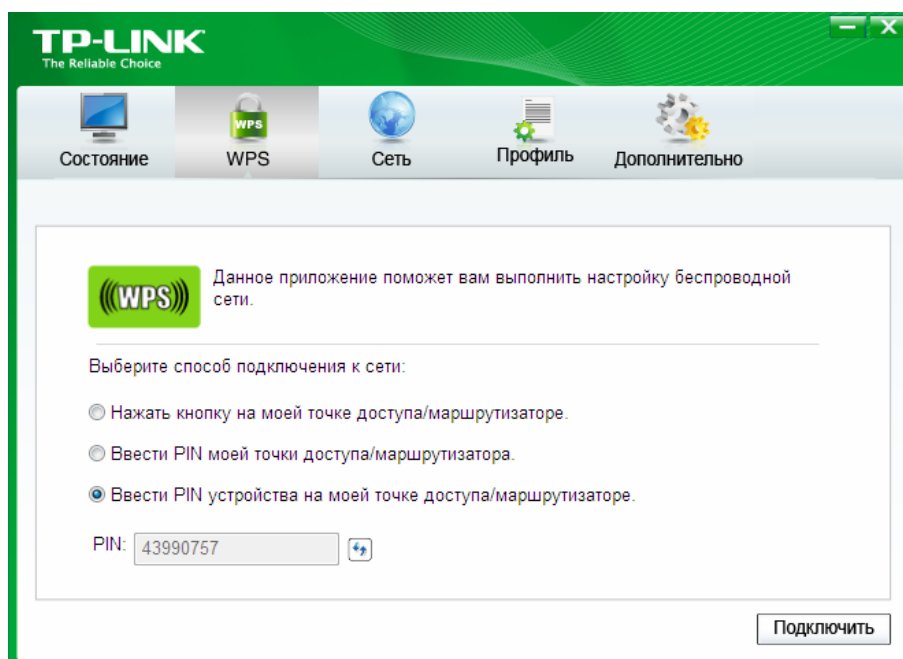 TP-LINK
The Reliable Choice
WPS
Состояние WPS Сеть Профиль Дополнительно
(((WPS))) Данное приложение поможет вам выполнить настройку беспроводной
сети.
Выберите способ подключения к сети:
Нажать кнопку на моей точке доступа/маршрутизаторе.
Ввести PIN моей точки доступа/маршрутизатора.
Ввести PIN устройства на моей точке доступа/маршрутизаторе.
PIN: 43990757
Подключить